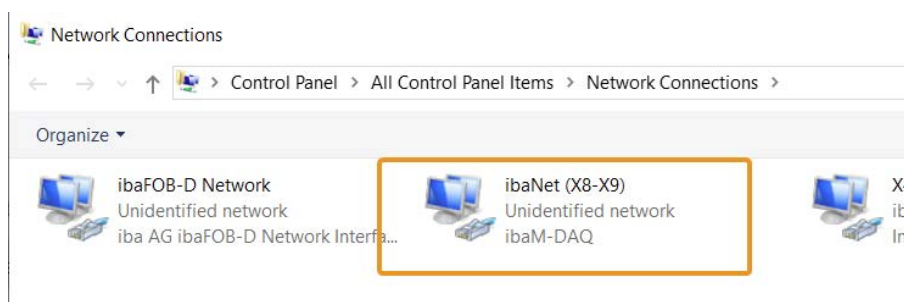 Network Connections
Control Panel > All Control Panel Items > Network Connections >
Organize
ibaFOB-D Network
Unidentified network
iba AG ibaFOB-D Network Interfa...
ibaNet (X8-X9)
Unidentified network
ibaM-DAQ